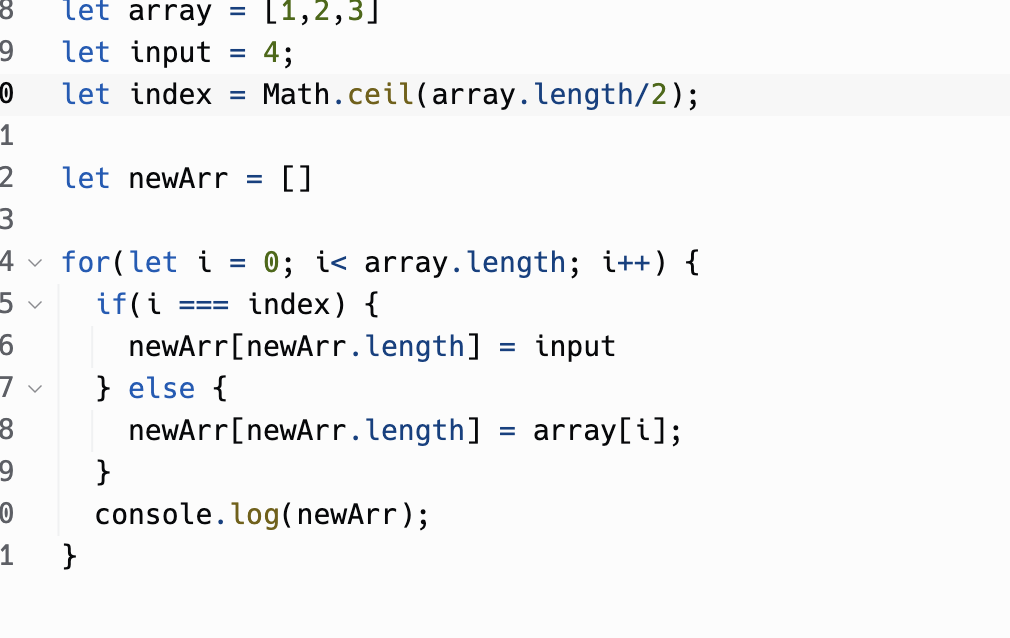 8 let array = [1,2,3]
9 let input = 4;
0 let index = Math.ceil(array.length/2);
1
2 let newArr = []
3
4 for(let i = 0; i< array.length; i++) {
5 if(i === index) {
6 newArr[newArr.length] = input
7 } else {
8 newArr[newArr.length] = array[i];
9 }
0 console.log(newArr);
1 }